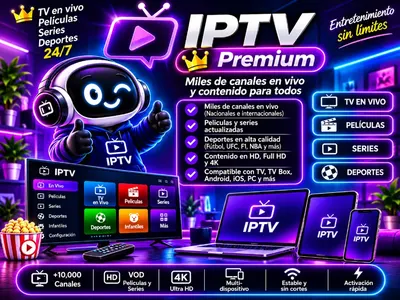 TV en vivo
Películas
Series
Deportes
24/7
IPTV
Premium
Entretenimiento
sin límites
Miles de canales en vivo
y contenido para todos
Miles de canales en vivo
(Nacionales e internacionales)
Películas y series
actualizadas
Deportes en alta calidad
(Fútbol, UFC, F1, NBA y más)
Contenido en HD, Full HD
y 4K
Compatible con TV, TV Box,
Android, iOS, PC y más
TV EN VIVO
PELÍCULAS
SERIES
DEPORTES
IPTV
IPTV
En Vivo
Películas
Series
Deportes
Infantiles
Configuración
TV
en Vivo
Películas
Series
Deportes
Infantiles
Más
IPTV
IPTV
IPTV
+10,000
Canales
HD
VOD
Películas y
Series
4K
Ultra HD
Multi-
dispositivo
Estable y
sin cortes
Activación
rápida